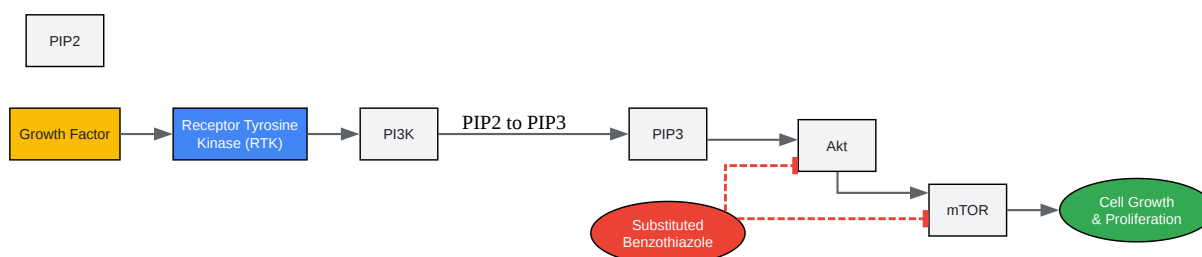 PIP2
Growth Factor
Receptor Tyrosine
Kinase (RTK)
PI3K
PIP2 to PIP3
PIP3
Akt
Substituted
Benzothiazole
mTOR
Cell Growth
& Proliferation